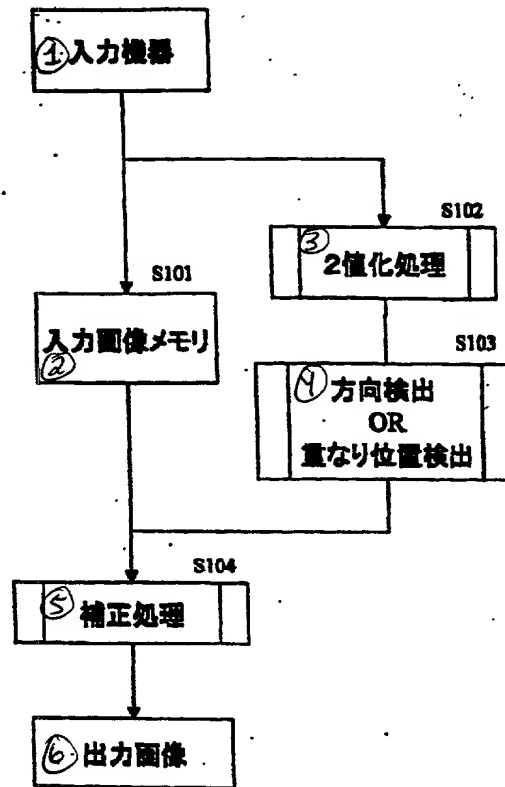 ① 入力機器
S102
③
2値化処理
S101
入力画像メモリ
②
S103
④ 方向検出
OR
重なり位置検出
S104
⑤ 補正処理
⑥ 出力画像